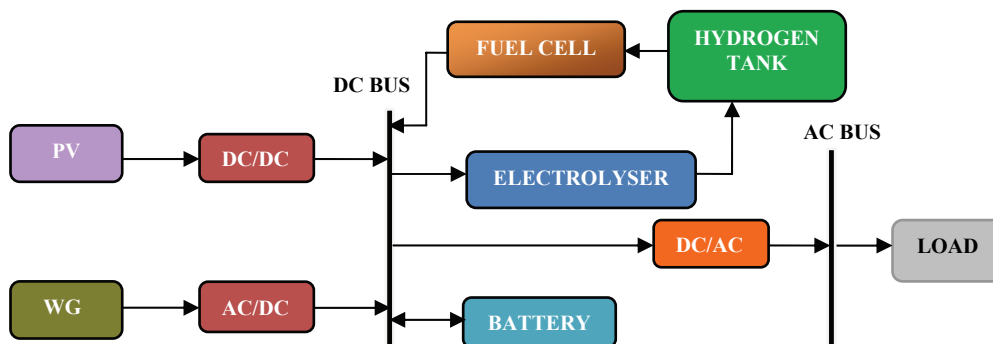 FUEL CELL
HYDROGEN
TANK
DC BUS
AC BUS
PV
DC/DC
ELECTROLYSER
DC/AC
LOAD
WG
AC/DC
BATTERY